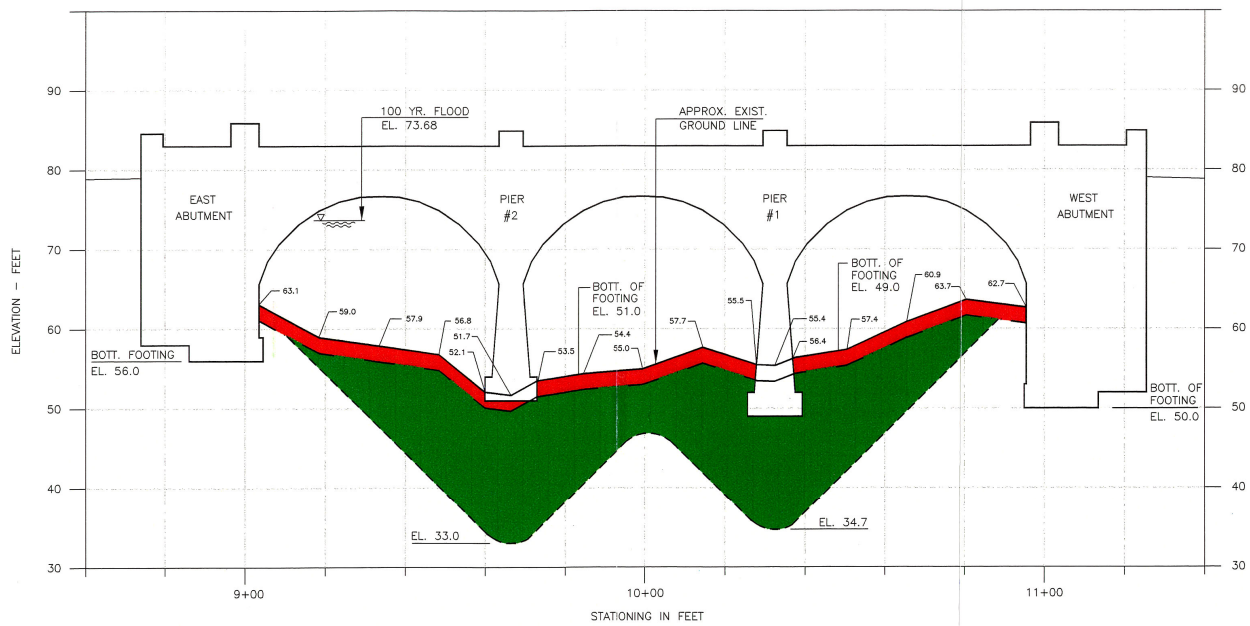 90
80
70
60
50
40
30
ELEVATION – FEET
100 YR. FLOOD
EL. 73.68
APPROX. EXIST.
GROUND LINE
EAST
ABUTMENT
PIER
#2
PIER
#1
WEST
ABUTMENT
BOTT. OF
FOOTING
EL. 51.0
BOTT. OF
FOOTING
EL. 49.0
63.1
59.0
57.9
56.8
51.7
52.1
53.5
54.4
55.0
57.7
55.5
55.4
56.4
57.4
60.9
63.7
62.7
BOTT. FOOTING
EL. 56.0
BOTT. OF
FOOTING
EL. 50.0
EL. 33.0
EL. 34.7
90
80
70
60
50
40
30
9+00
10+00
11+00
STATIONING IN FEET